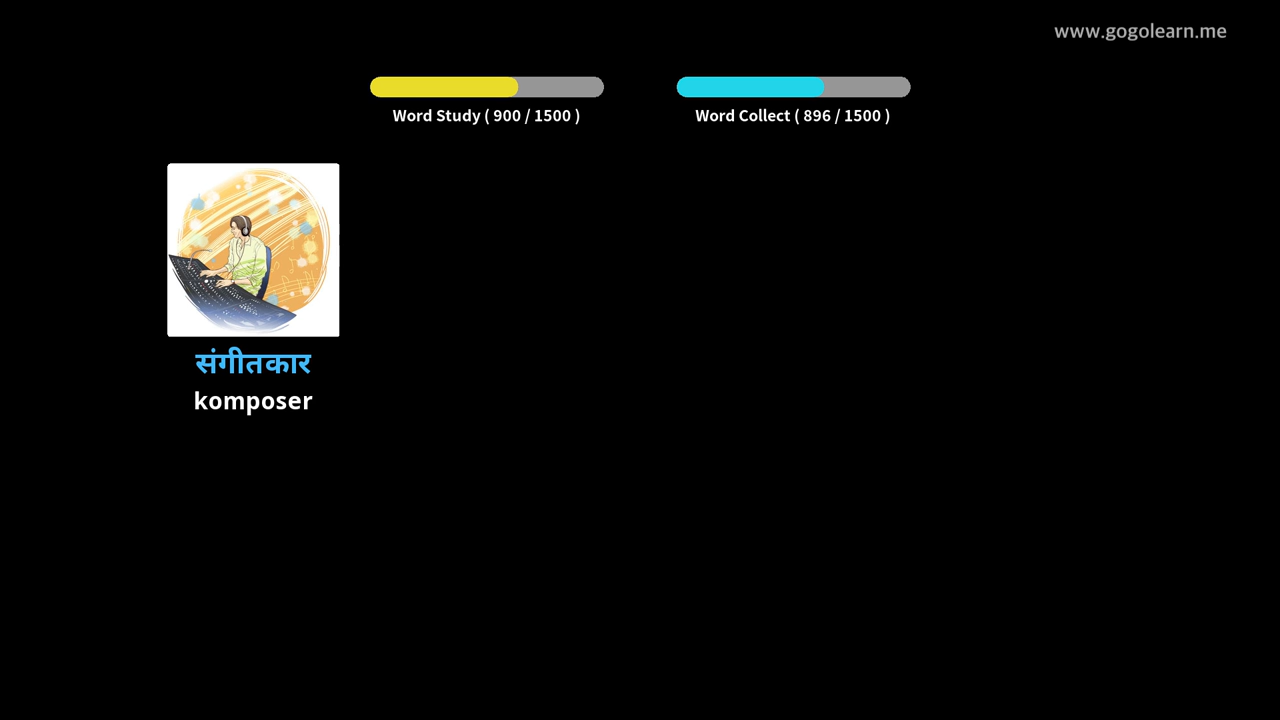 www.gogolearn.me
Word Study ( 900 / 1500 )
Word Collect ( 896 / 1500 )
संगीतकार
komposer